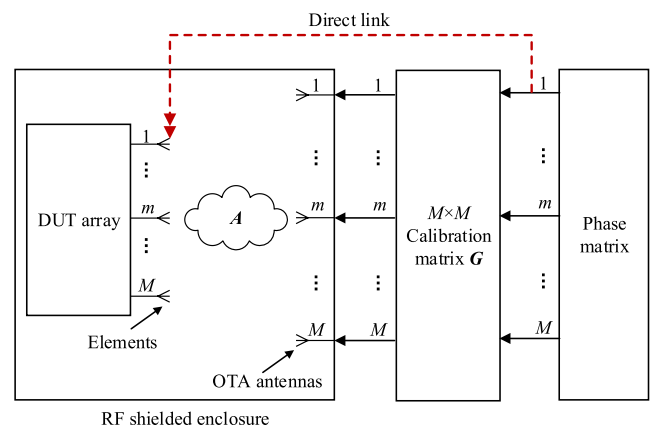 Direct link
1
1
1
1
DUT array
m
A
m
m
M×M
Calibration
matrix G
m
Phase
matrix
M
M
M
M
Elements
OTA antennas
RF shielded enclosure